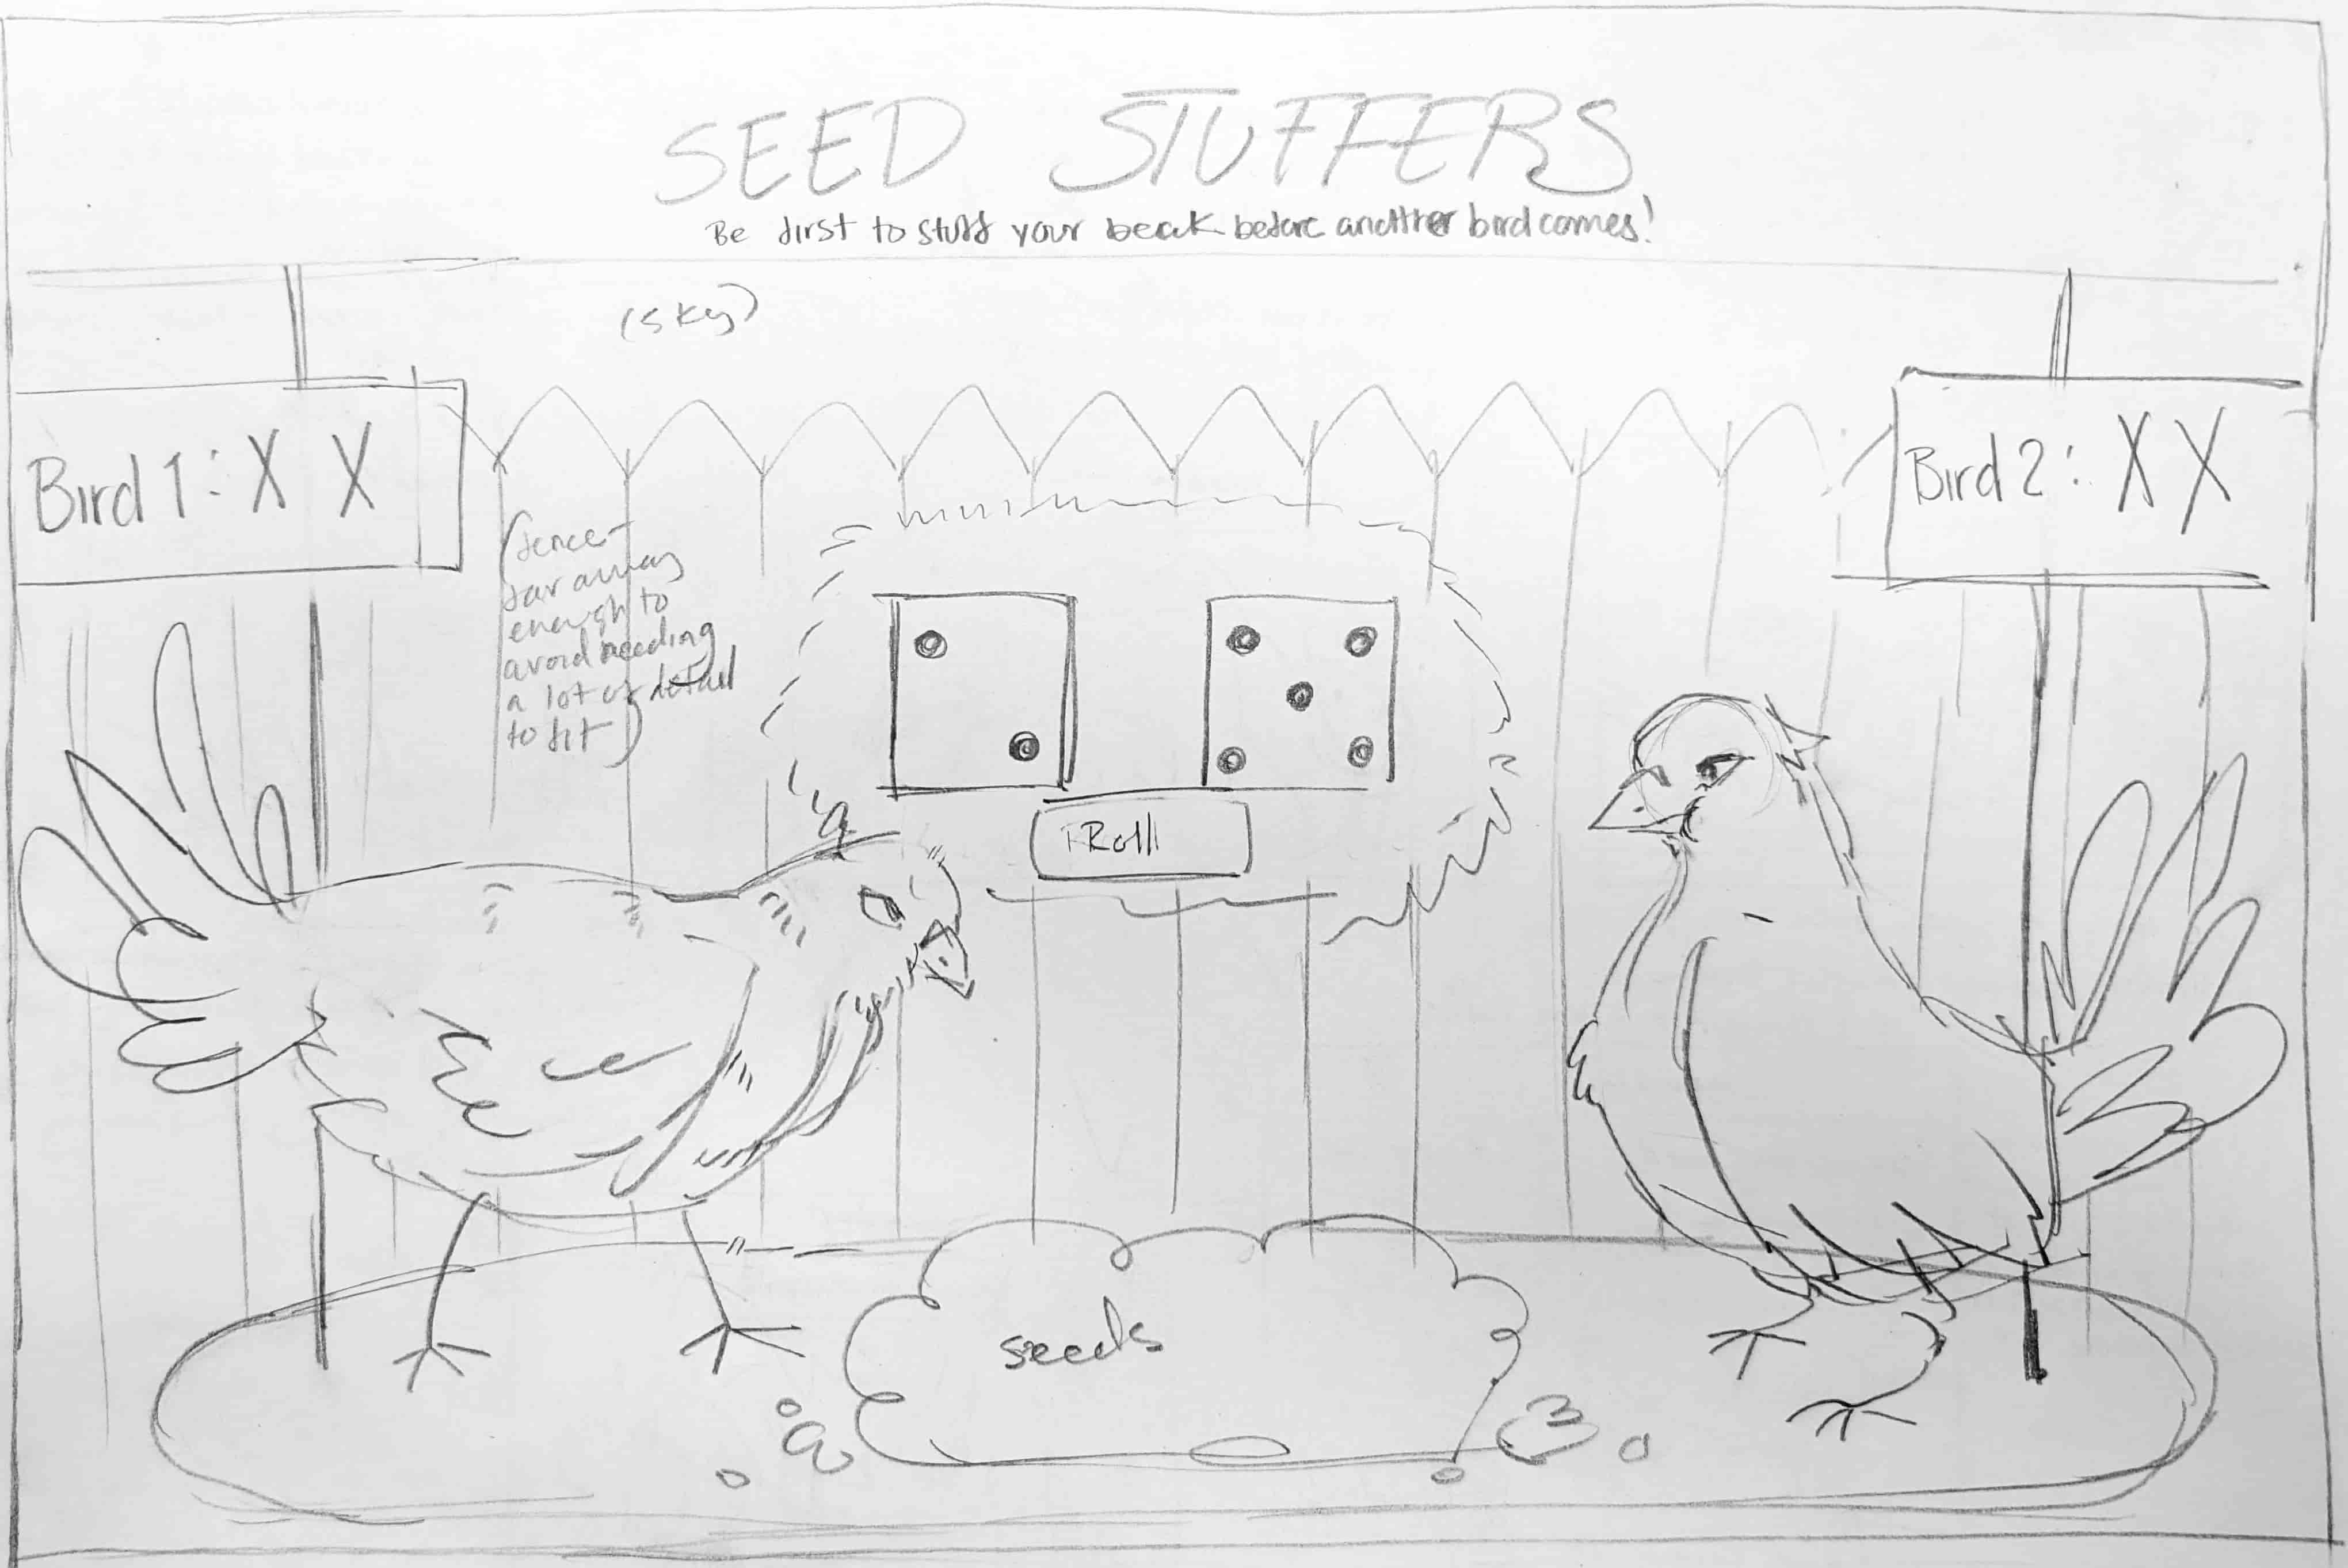 SEED STUFFERS
Be first to stuff your beak before another bird comes!
(sky)
Bird 1: X X
Bird 2: X X
(fence-
far away
enough to
avoid needing
a lot of detail
to fit)
Roll
seeds